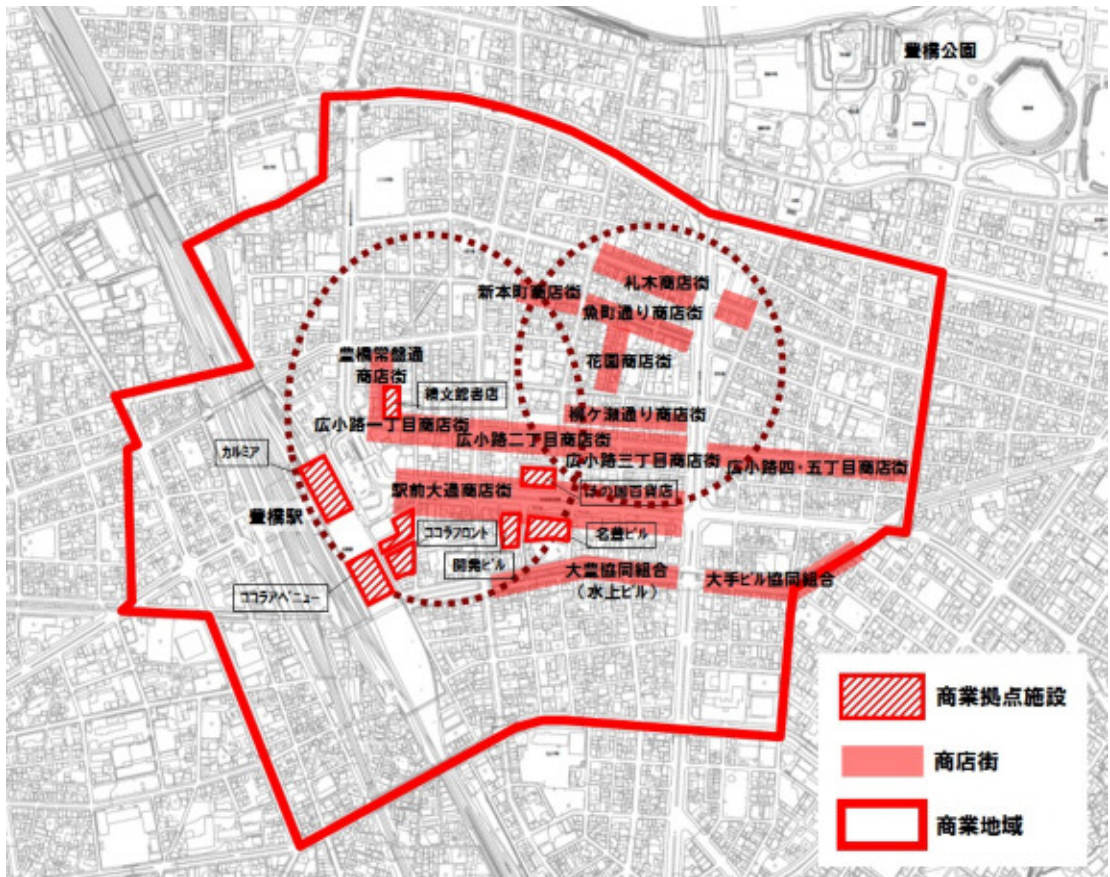 豊橋公園
札木商店街
新本町商店街
魚町通り商店街
花園商店街
豊橋常盤通
商店街
精文館書店
柳ケ瀬通り商店街
広小路一丁目商店街
広小路二丁目商店街
広小路三丁目商店街
広小路四・五丁目商店街
カルミア
駅前大通商店街
ほの国百貨店
豊橋駅
ココラフロント
開発ビル
名豊ビル
ココラアベニュー
大豊協同組合
(水上ビル)
大手ビル協同組合
商業拠点施設
商店街
商業地域